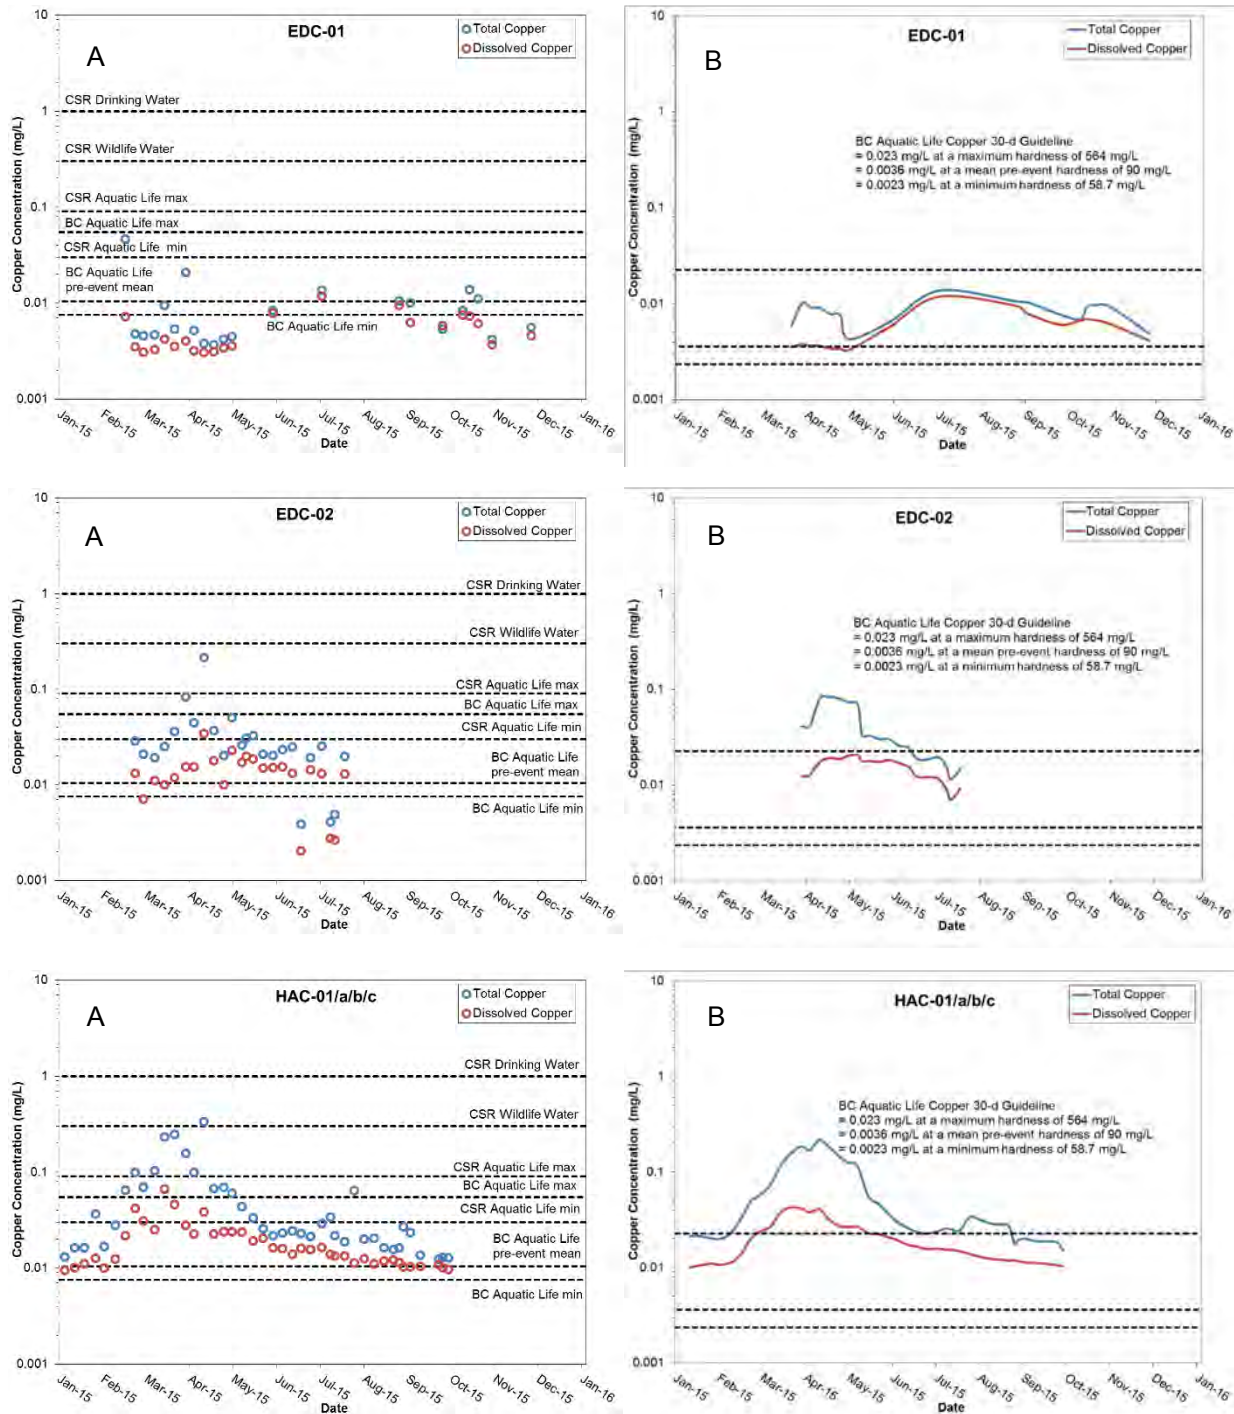 A
EDC-01
Total Copper
Dissolved Copper
CSR Drinking Water
CSR Wildlife Water
CSR Aquatic Life max
BC Aquatic Life max
CSR Aquatic Life min
BC Aquatic Life
pre-event mean
BC Aquatic Life min
10
1
0.1
0.01
0.001
Copper Concentration (mg/L)
Jan-15 Feb-15 Mar-15 Apr-15 May-15 Jun-15 Jul-15 Aug-15 Sep-15 Oct-15 Nov-15 Dec-15 Jan-16
Date
B
EDC-01
Total Copper
Dissolved Copper
BC Aquatic Life Copper 30-d Guideline
= 0.023 mg/L at a maximum hardness of 564 mg/L
= 0.0036 mg/L at a mean pre-event hardness of 90 mg/L
= 0.0023 mg/L at a minimum hardness of 58.7 mg/L
10
1
0.1
0.01
0.001
Copper Concentration (mg/L)
Jan-15 Feb-15 Mar-15 Apr-15 May-15 Jun-15 Jul-15 Aug-15 Sep-15 Oct-15 Nov-15 Dec-15 Jan-16
Date
A
EDC-02
Total Copper
Dissolved Copper
CSR Drinking Water
CSR Wildlife Water
CSR Aquatic Life max
BC Aquatic Life max
CSR Aquatic Life min
BC Aquatic Life
pre-event mean
BC Aquatic Life min
10
1
0.1
0.01
0.001
Copper Concentration (mg/L)
Jan-15 Feb-15 Mar-15 Apr-15 May-15 Jun-15 Jul-15 Aug-15 Sep-15 Oct-15 Nov-15 Dec-15 Jan-16
Date
B
EDC-02
Total Copper
Dissolved Copper
BC Aquatic Life Copper 30-d Guideline
= 0.023 mg/L at a maximum hardness of 564 mg/L
= 0.0036 mg/L at a mean pre-event hardness of 90 mg/L
= 0.0023 mg/L at a minimum hardness of 58.7 mg/L
10
1
0.1
0.01
0.001
Copper Concentration (mg/L)
Jan-15 Feb-15 Mar-15 Apr-15 May-15 Jun-15 Jul-15 Aug-15 Sep-15 Oct-15 Nov-15 Dec-15 Jan-16
Date
A
HAC-01/a/b/c
Total Copper
Dissolved Copper
CSR Drinking Water
CSR Wildlife Water
CSR Aquatic Life max
BC Aquatic Life max
CSR Aquatic Life min
BC Aquatic Life
pre-event mean
BC Aquatic Life min
10
1
0.1
0.01
0.001
Copper Concentration (mg/L)
Jan-15 Feb-15 Mar-15 Apr-15 May-15 Jun-15 Jul-15 Aug-15 Sep-15 Oct-15 Nov-15 Dec-15 Jan-16
Date
B
HAC-01/a/b/c
Total Copper
Dissolved Copper
BC Aquatic Life Copper 30-d Guideline
= 0.023 mg/L at a maximum hardness of 564 mg/L
= 0.0036 mg/L at a mean pre-event hardness of 90 mg/L
= 0.0023 mg/L at a minimum hardness of 58.7 mg/L
10
1
0.1
0.01
0.001
Copper Concentration (mg/L)
Jan-15 Feb-15 Mar-15 Apr-15 May-15 Jun-15 Jul-15 Aug-15 Sep-15 Oct-15 Nov-15 Dec-15 Jan-16
Date